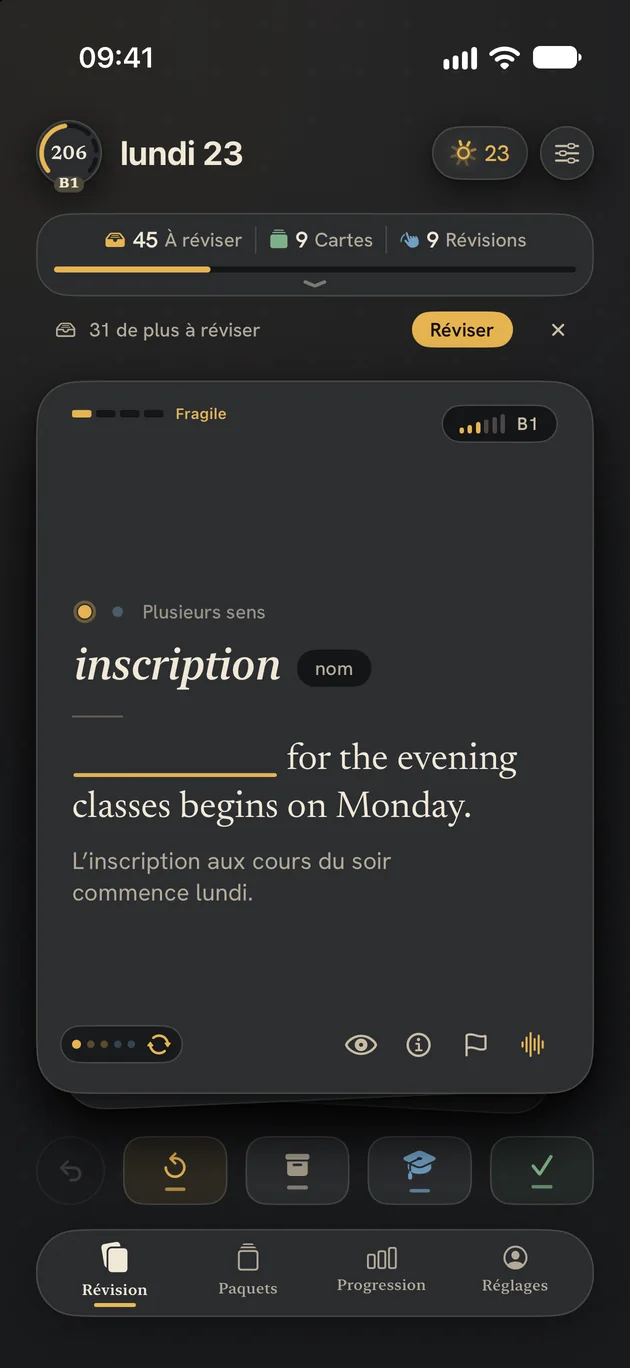 09:41
206
B1
lundi 23
23
45 À réviser
9 Cartes
9 Révisions
31 de plus à réviser
Réviser
Fragile
B1
Plusieurs sens
inscription nom
for the evening
classes begins on Monday.
L’inscription aux cours du soir
commence lundi.
Révision
Paquets
Progression
Réglages